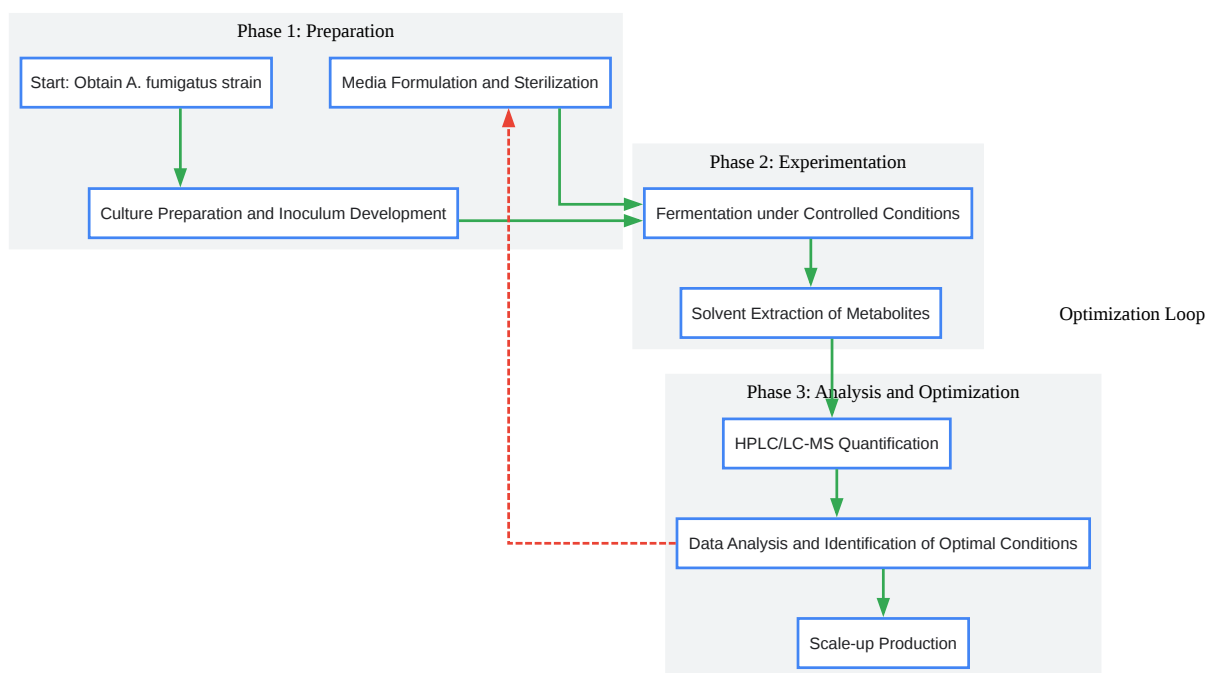 Phase 1: Preparation
Start: Obtain A. fumigatus strain
Media Formulation and Sterilization
Culture Preparation and Inoculum Development
Phase 2: Experimentation
Fermentation under Controlled Conditions
Solvent Extraction of Metabolites
Optimization Loop
Phase 3: Analysis and Optimization
HPLC/LC-MS Quantification
Data Analysis and Identification of Optimal Conditions
Scale-up Production